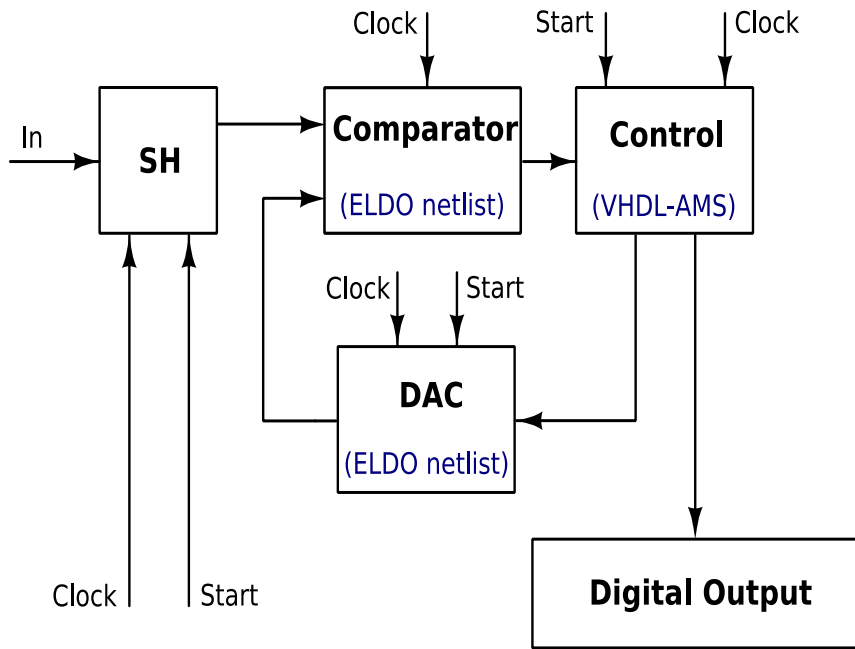 Clock
Start
Clock
In
SH
Comparator
(ELDO netlist)
Control
(VHDL-AMS)
Clock
Start
DAC
(ELDO netlist)
Clock
Start
Digital Output